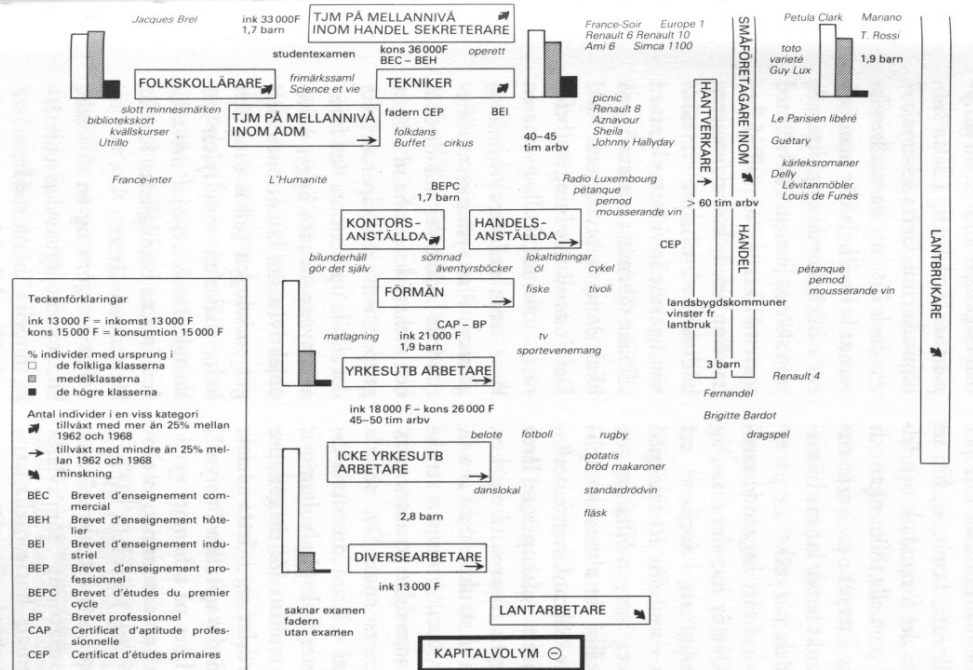 Jacques Brel
ink 33 000F
1,7 barn
TJM PÅ MELLANNIVÅ
INOM HANDEL SEKRETERARE
studentexamen
kons 36 000F
BEC – BEH
operett
FOLKSKOLLÄRARE
frimärkssaml
Science et vie
TEKNIKER
slott minnesmärken
bibliotekskort
kvällskurser
Utrillo
TJM PÅ MELLANNIVÅ
INOM ADM
fadern CEP
BEI
folkdans
Buffet
cirkus
France-inter
L'Humanité
BEPC
1,7 barn
France-Soir
Europe 1
Renault 6 Renault 10
Ami 6
Simca 1100
picnic
Renault 8
Aznavour
Sheila
Johnny Hallyday
40–45
tim arbv
Radio Luxembourg
pétanque
pernod
mousserande vin
HANTVERKARE
SMÅFÖRETAGARE INOM
HANDEL
> 60 tim arbv
Petula Clark
Mariano
T. Rossi
toto
varieté
Guy Lux
1,9 barn
Le Parisien libéré
Guétary
kärleksromaner
Delly
Lévitanmöbler
Louis de Funès
LANTBRUKARE
KONTORS-
ANSTÄLLDA
HANDELS-
ANSTÄLLDA
CEP
bilunderhåll
gör det själv
sömnad
äventyrsböcker
lokaltidningar
öl
cykel
FÖRMÄN
fiske
tivoli
pétanque
pernod
mousserande vin
landsbygdskommuner
vinster fr
lantbruk
CAP – BP
matlagning
ink 21 000 F
1,9 barn
tv
sportevenemang
YRKESUTB ARBETARE
3 barn
Renault 4
Fernandel
ink 18 000 F – kons 26 000 F
45–50 tim arbv
Brigitte Bardot
belote
fotboll
rugby
dragspel
ICKE YRKESUTB
ARBETARE
potatis
bröd makaroner
danslokal
standardrödvin
2,8 barn
fläsk
DIVERSEARBETARE
ink 13 000 F
saknar examen
fadern
utan examen
LANTARBETARE
KAPITALVOLYM ⊖
Teckenförklaringar
ink 13 000 F = inkomst 13 000 F
kons 15 000 F = konsumtion 15 000 F
% individer med ursprung i
de folkliga klasserna
medelklasserna
de högre klasserna
Antal individer i en viss kategori
tillväxt med mer än 25% mellan
1962 och 1968
tillväxt med mindre än 25% mel-
lan 1962 och 1968
minskning
BEC Brevet d'enseignement com-
mercial
BEH Brevet d'enseignement hôte-
lier
BEI Brevet d'enseignement indu-
striel
BEP Brevet d'enseignement pro-
fessionnel
BEPC Brevet d'études du premier
cycle
BP Brevet professionnel
CAP Certificat d'aptitude profes-
sionnelle
CEP Certificat d'études primaires